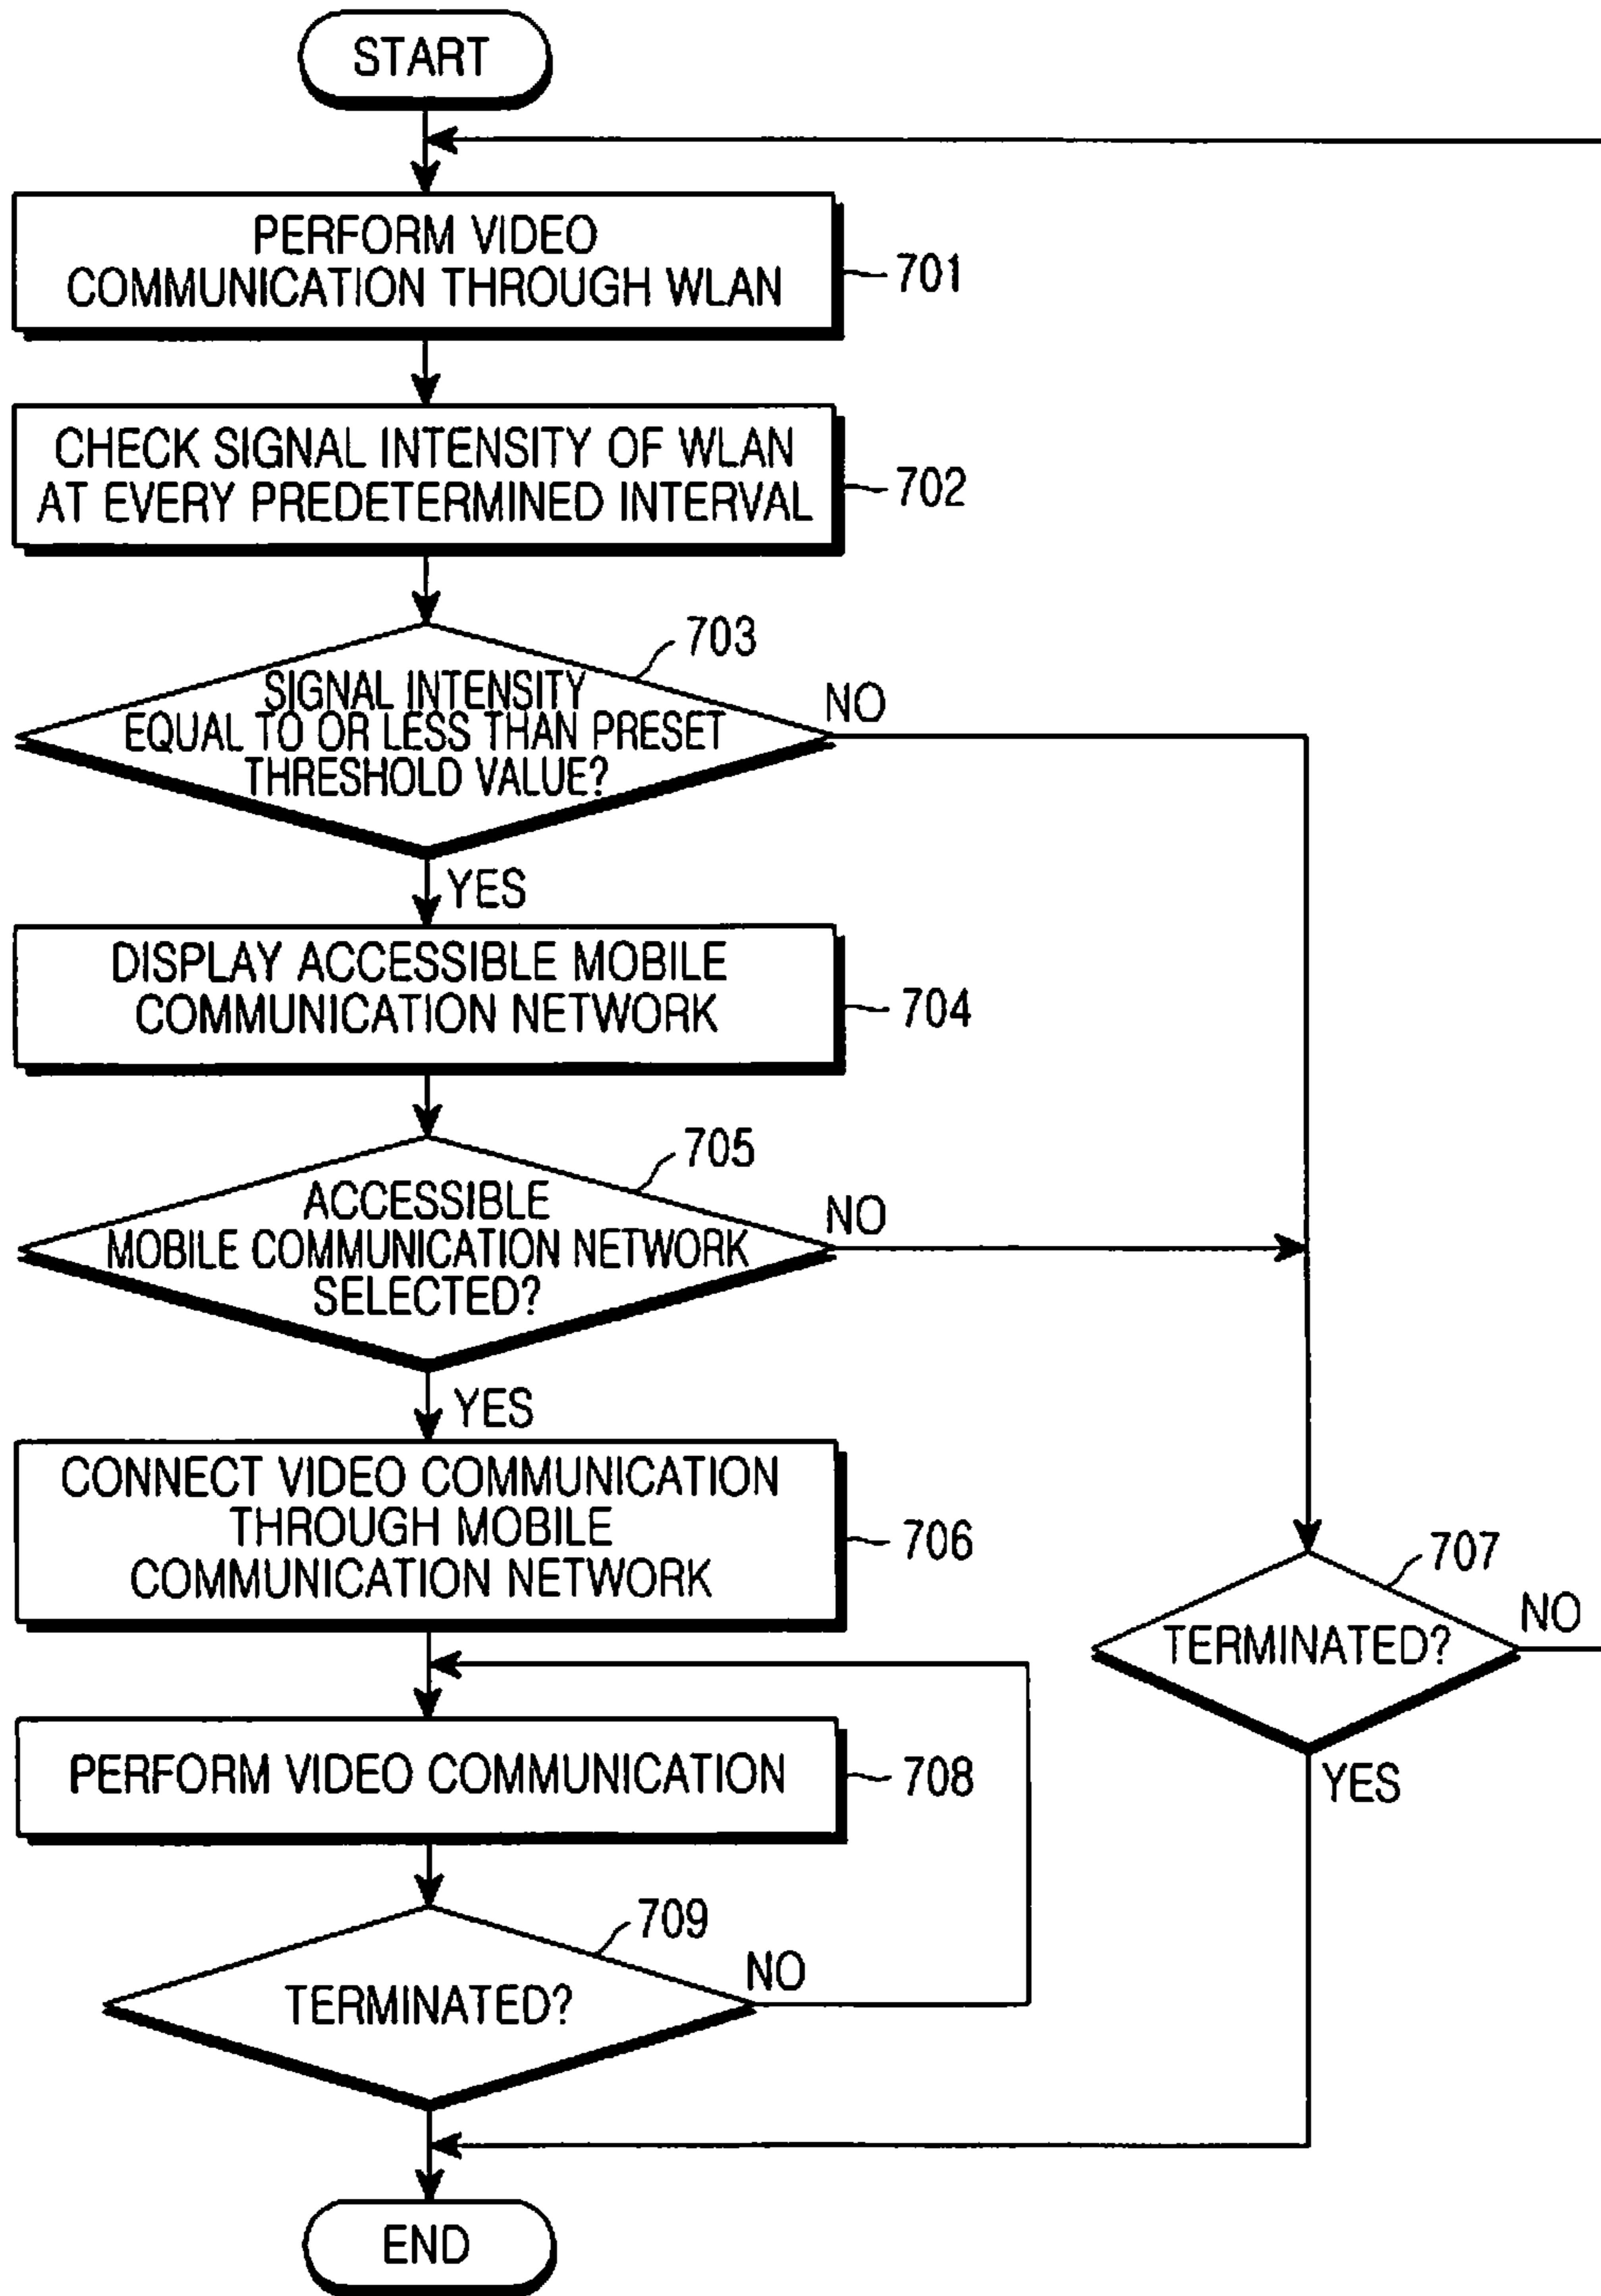 START
PERFORM VIDEO
COMMUNICATION THROUGH WLAN
701
CHECK SIGNAL INTENSITY OF WLAN
AT EVERY PREDETERMINED INTERVAL
702
703
SIGNAL INTENSITY
EQUAL TO OR LESS THAN PRESET
THRESHOLD VALUE?
NO
YES
DISPLAY ACCESSIBLE MOBILE
COMMUNICATION NETWORK
704
705
ACCESSIBLE
MOBILE COMMUNICATION NETWORK
SELECTED?
NO
YES
CONNECT VIDEO COMMUNICATION
THROUGH MOBILE
COMMUNICATION NETWORK
706
707
TERMINATED?
NO
YES
PERFORM VIDEO COMMUNICATION
708
709
TERMINATED?
NO
END